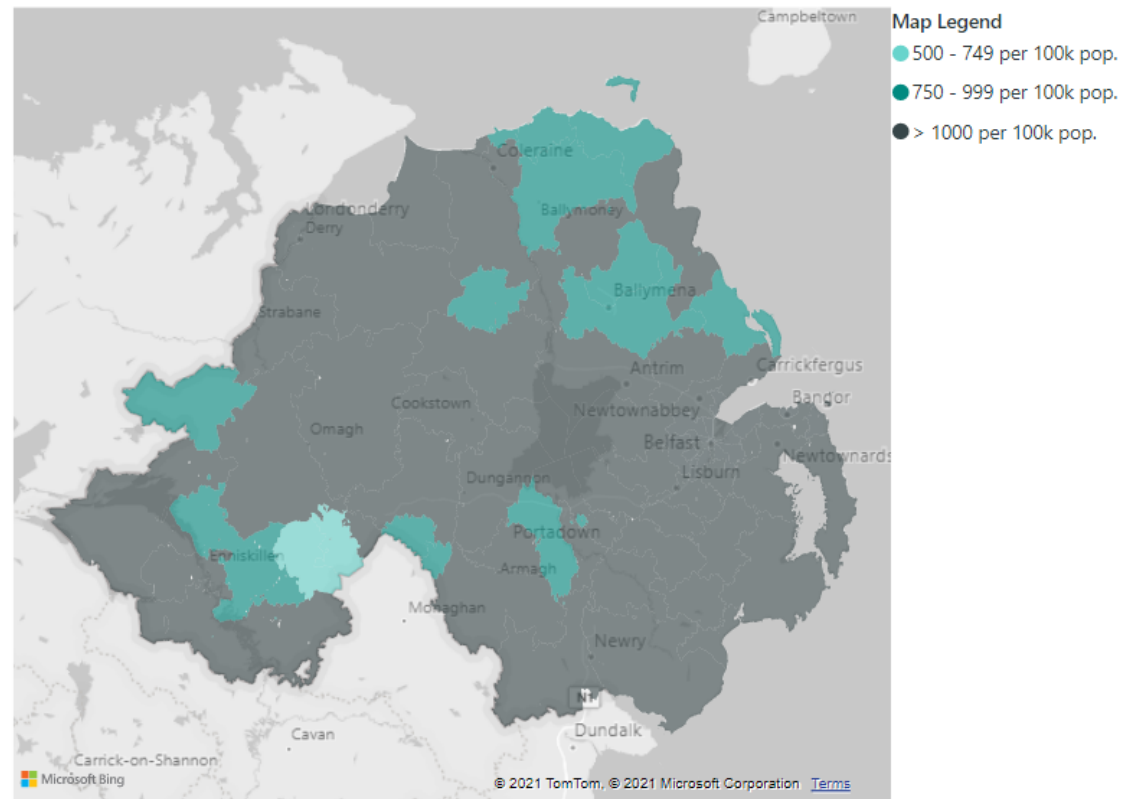 Campbeltown
Map Legend
500 - 749 per 100k pop.
750 - 999 per 100k pop.
> 1000 per 100k pop.
Coleraine
Londonderry
Derry
Ballymoney
Ballymena
Strabane
Carrickfergus
Antrim
Bangor
Cookstown
Newtownabbey
Omagh
Belfast
Newtownards
Lisburn
Dungannon
Portadown
Enniskillen
Armagh
Monaghan
Newry
N1
Dundalk
Cavan
Carrick-on-Shannon
Microsoft Bing
© 2021 TomTom, © 2021 Microsoft Corporation Terms